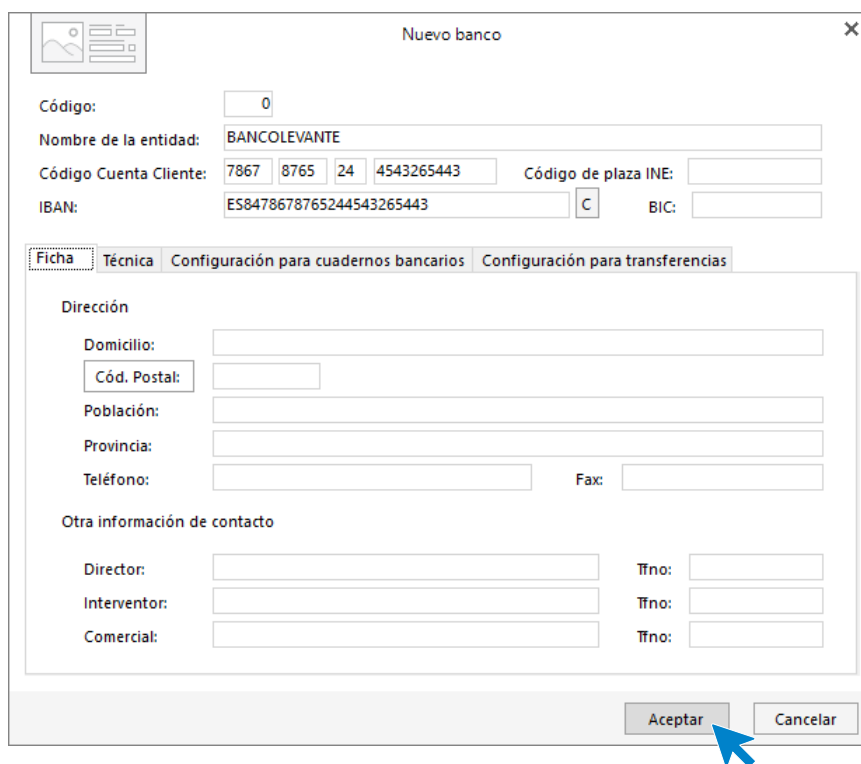 Nuevo banco
Código: 0
Nombre de la entidad: BANCOLEVANTE
Código Cuenta Cliente: 7867 8765 24 4543265443 Código de plaza INE:
IBAN: ES8478678765244543265443 C BIC:
Ficha Técnica Configuración para cuadernos bancarios Configuración para transferencias
Dirección
Domicilio:
Cód. Postal:
Población:
Provincia:
Teléfono: Fax:
Otra información de contacto
Director: Tfno:
Interventor: Tfno:
Comercial: Tfno:
Aceptar Cancelar